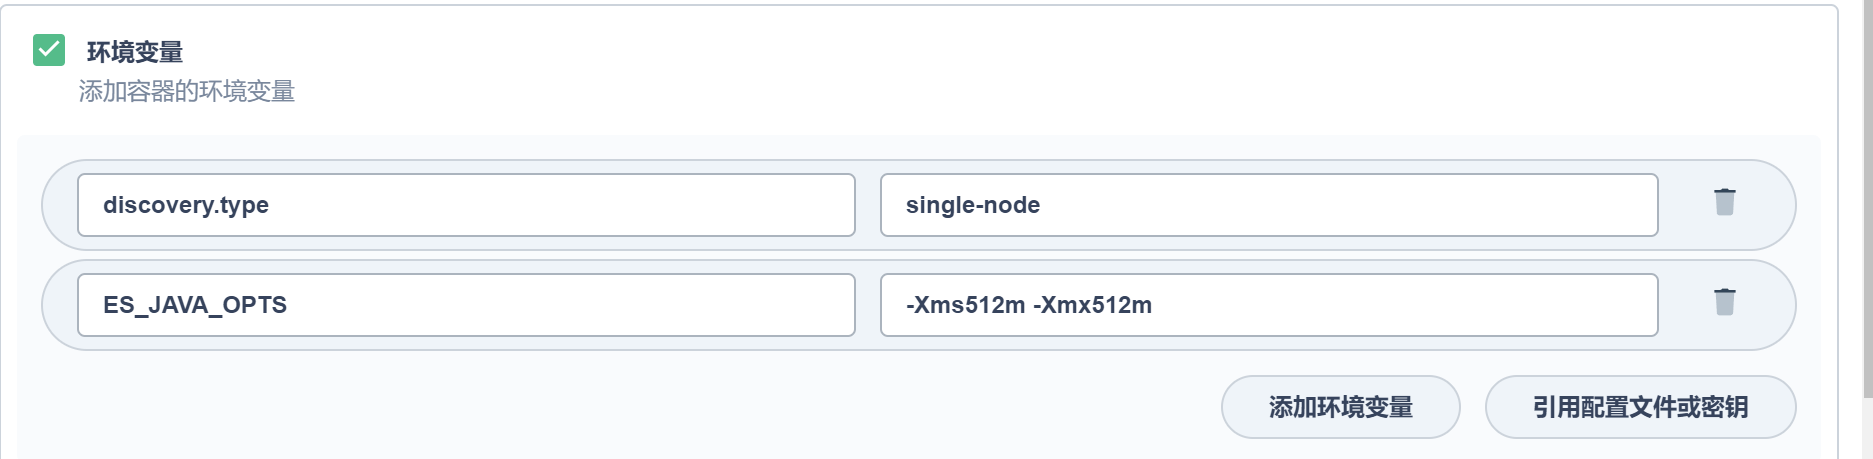 环境变量
添加容器的环境变量
discovery.type single-node
ES_JAVA_OPTS -Xms512m -Xmx512m
添加环境变量 引用配置文件或密钥